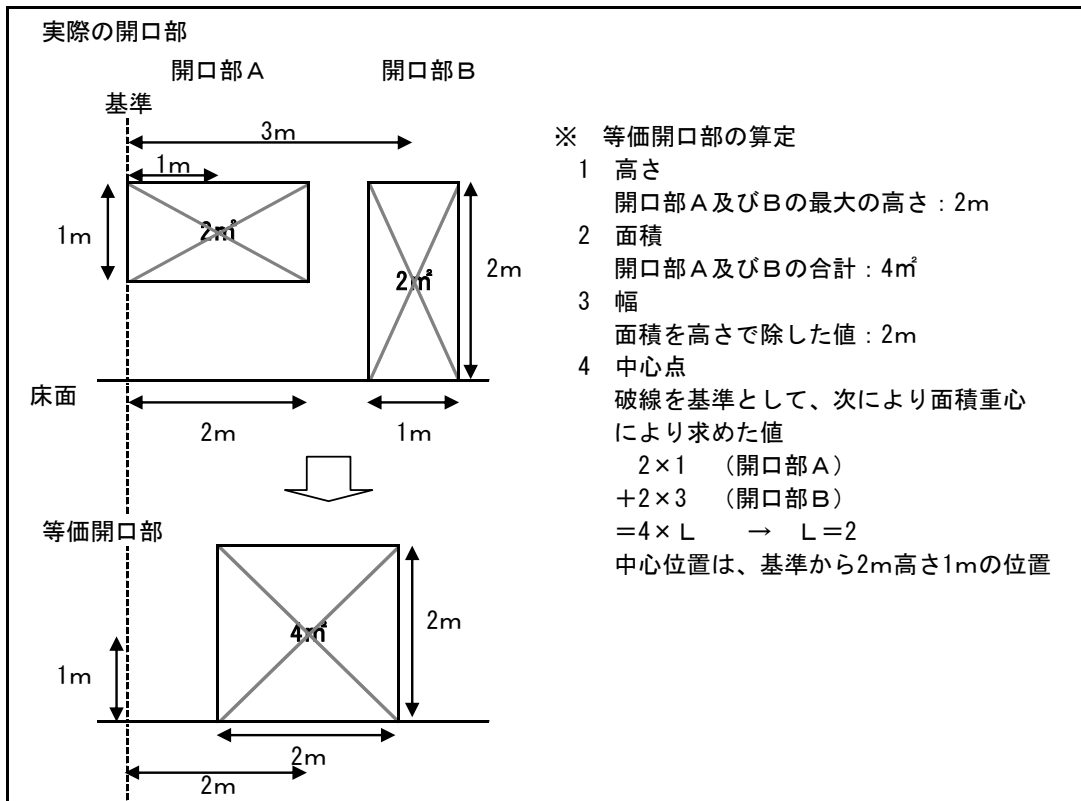 実際の開口部
開口部A 開口部B
基準
3m
1m
1m
2㎡
2㎡
2m
床面
2m
1m
等価開口部
4㎡
2m
1m
2m
2m
※ 等価開口部の算定
1 高さ
開口部A及びBの最大の高さ：2m
2 面積
開口部A及びBの合計：4㎡
3 幅
面積を高さで除した値：2m
4 中心点
破線を基準として、次により面積重心
により求めた値
2×1 （開口部A）
＋2×3 （開口部B）
＝4×L → L＝2
中心位置は、基準から2m高さ1mの位置